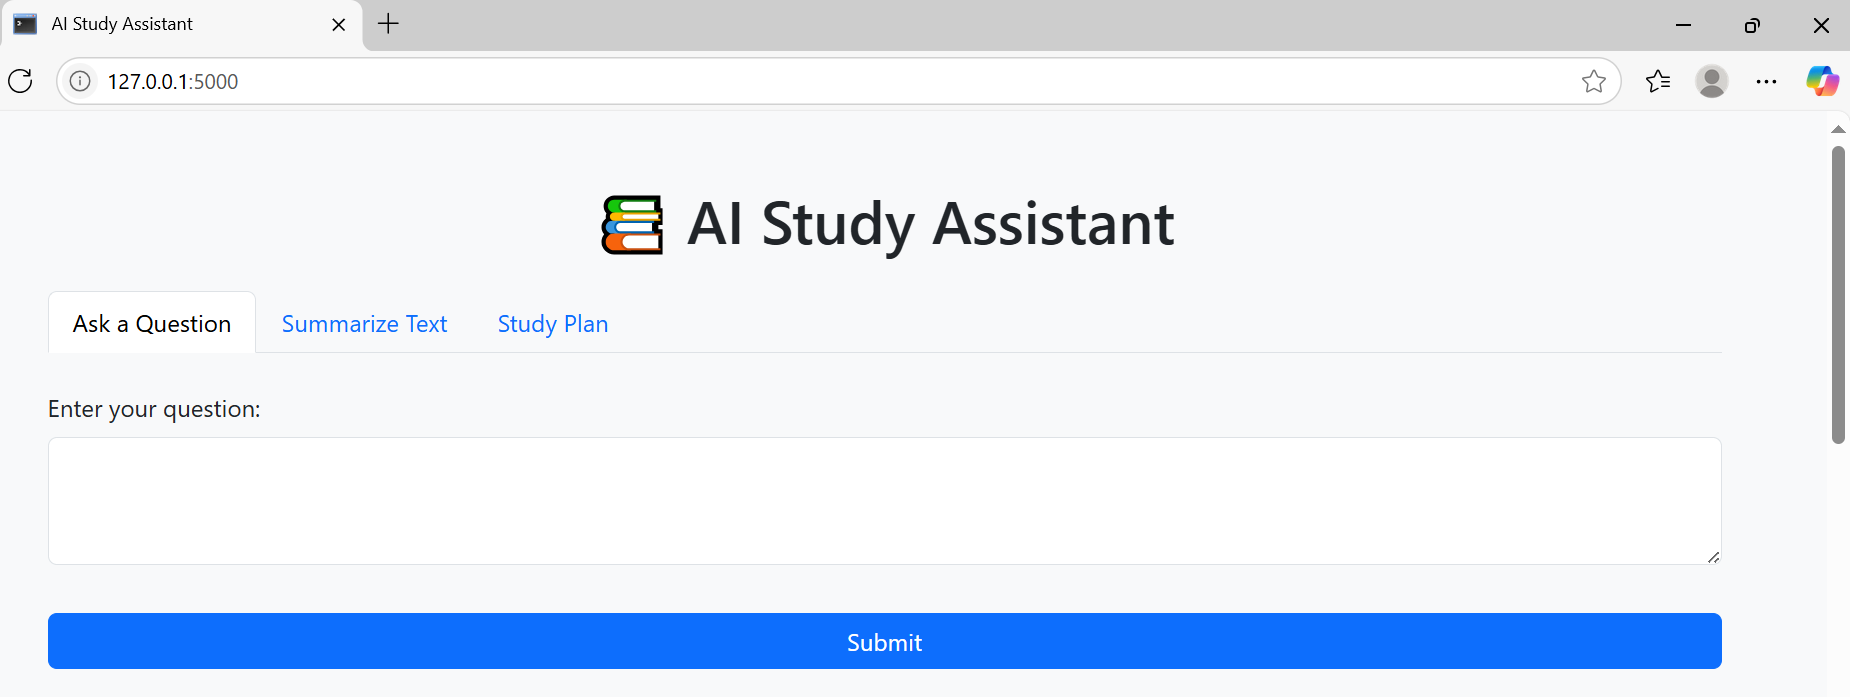 AI Study Assistant
127.0.0.1:5000
AI Study Assistant
Ask a Question
Summarize Text
Study Plan
Enter your question:
Submit